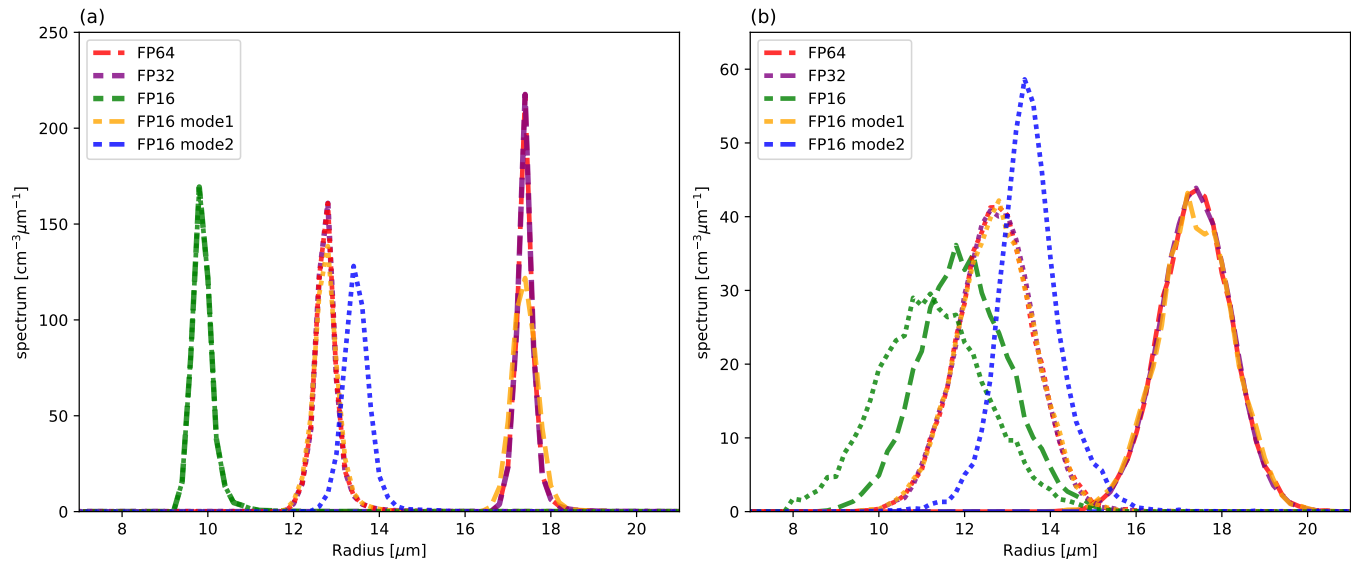 (a)
250
200
150
100
50
0
spectrum [cm⁻³μm⁻¹]
FP64
FP32
FP16
FP16 mode1
FP16 mode2
8 10 12 14 16 18 20
Radius [μm]
(b)
60
50
40
30
20
10
0
spectrum [cm⁻³μm⁻¹]
FP64
FP32
FP16
FP16 mode1
FP16 mode2
8 10 12 14 16 18 20
Radius [μm]